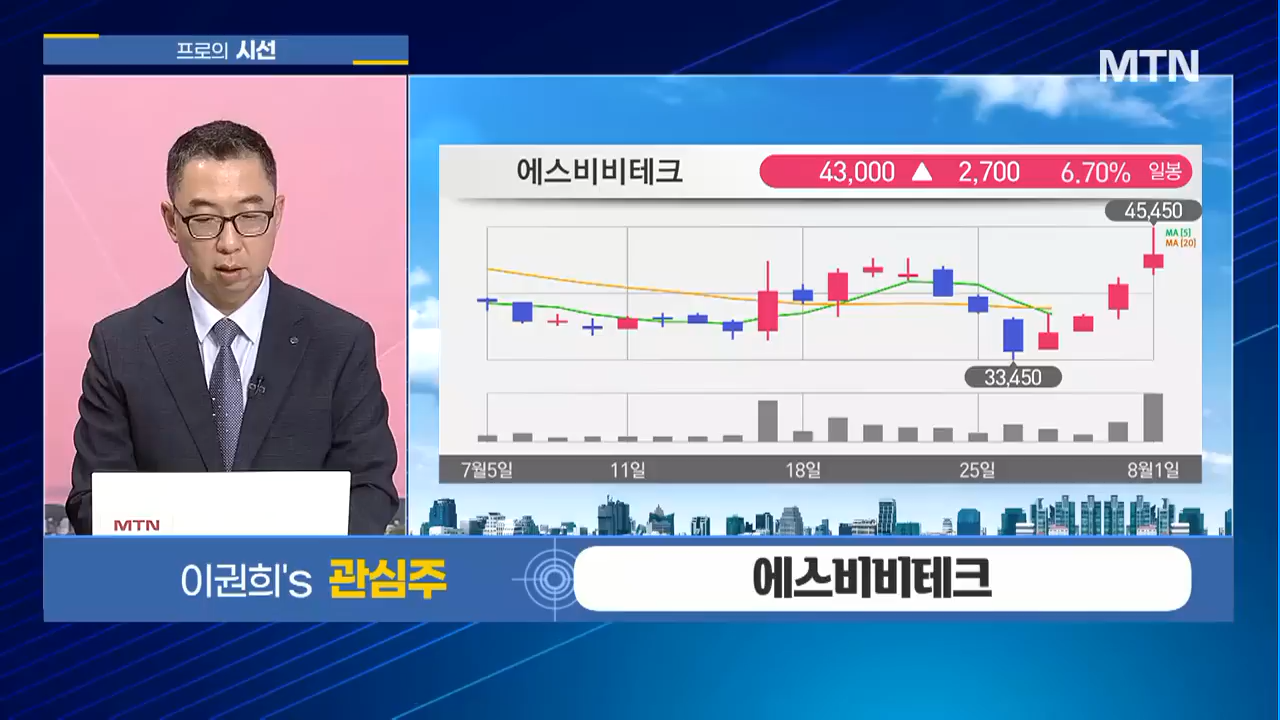 프로의 시선
MTN
에스비비테크
43,000 ▲ 2,700 6.70% 일봉
45,450
MA [5]
MA [20]
33,450
7월5일 11일 18일 25일 8월1일
MTN
이권희's 관심주
에스비비테크